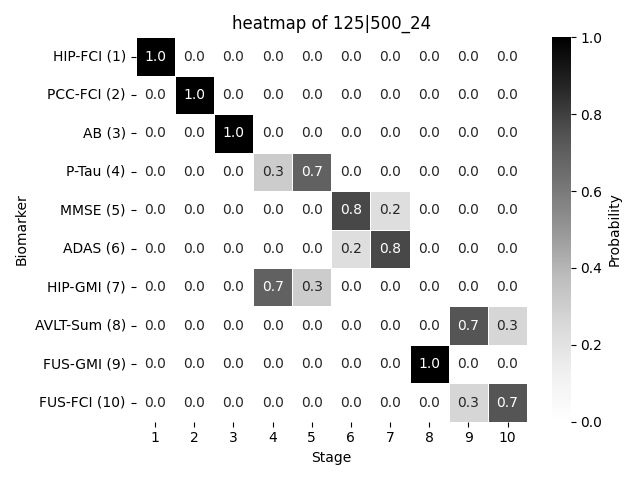 heatmap of 125|500_24
HIP-FCI (1) 1.0 0.0 0.0 0.0 0.0 0.0 0.0 0.0 0.0 0.0
PCC-FCI (2) 0.0 1.0 0.0 0.0 0.0 0.0 0.0 0.0 0.0 0.0
AB (3) 0.0 0.0 1.0 0.0 0.0 0.0 0.0 0.0 0.0 0.0
P-Tau (4) 0.0 0.0 0.0 0.3 0.7 0.0 0.0 0.0 0.0 0.0
MMSE (5) 0.0 0.0 0.0 0.0 0.0 0.8 0.2 0.0 0.0 0.0
ADAS (6) 0.0 0.0 0.0 0.0 0.0 0.2 0.8 0.0 0.0 0.0
HIP-GMI (7) 0.0 0.0 0.0 0.7 0.3 0.0 0.0 0.0 0.0 0.0
AVLT-Sum (8) 0.0 0.0 0.0 0.0 0.0 0.0 0.0 0.0 0.7 0.3
FUS-GMI (9) 0.0 0.0 0.0 0.0 0.0 0.0 0.0 1.0 0.0 0.0
FUS-FCI (10) 0.0 0.0 0.0 0.0 0.0 0.0 0.0 0.0 0.3 0.7
1 2 3 4 5 6 7 8 9 10
Stage
Biomarker
1.0
0.8
0.6
0.4
0.2
0.0
Probability